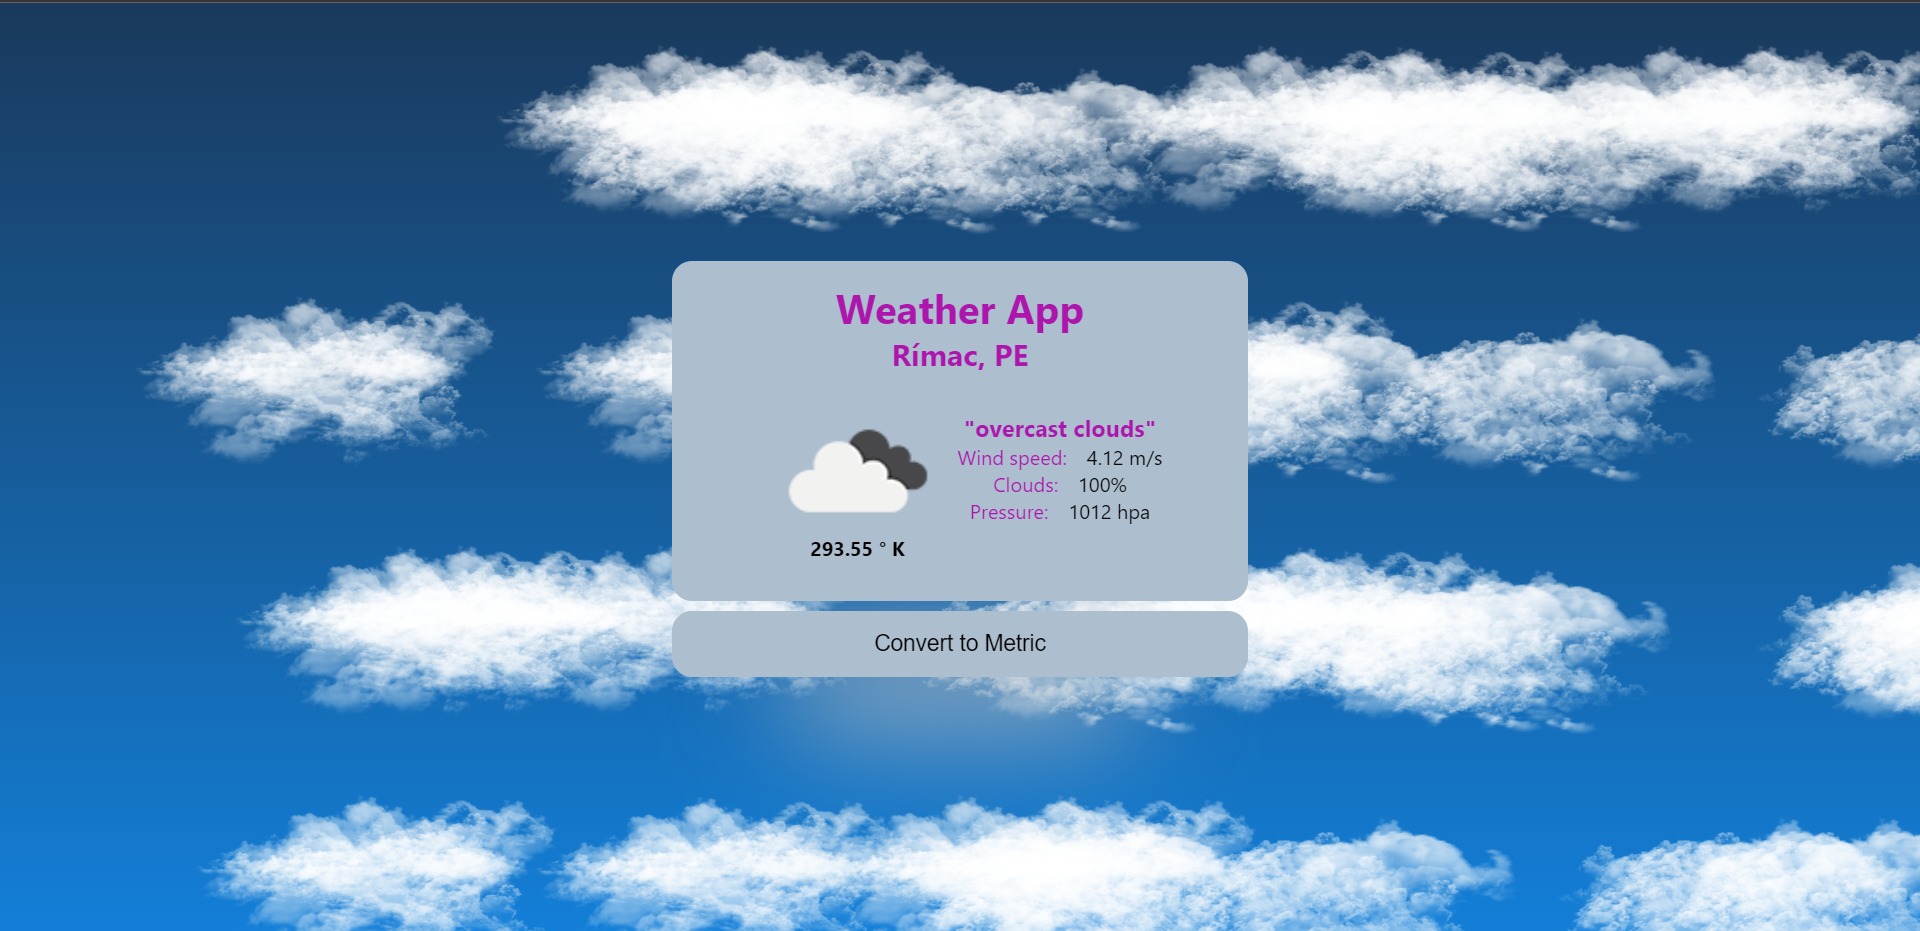 Weather App
Rímac, PE
"overcast clouds"
Wind speed: 4.12 m/s
Clouds: 100%
Pressure: 1012 hpa
293.55 ° K
Convert to Metric